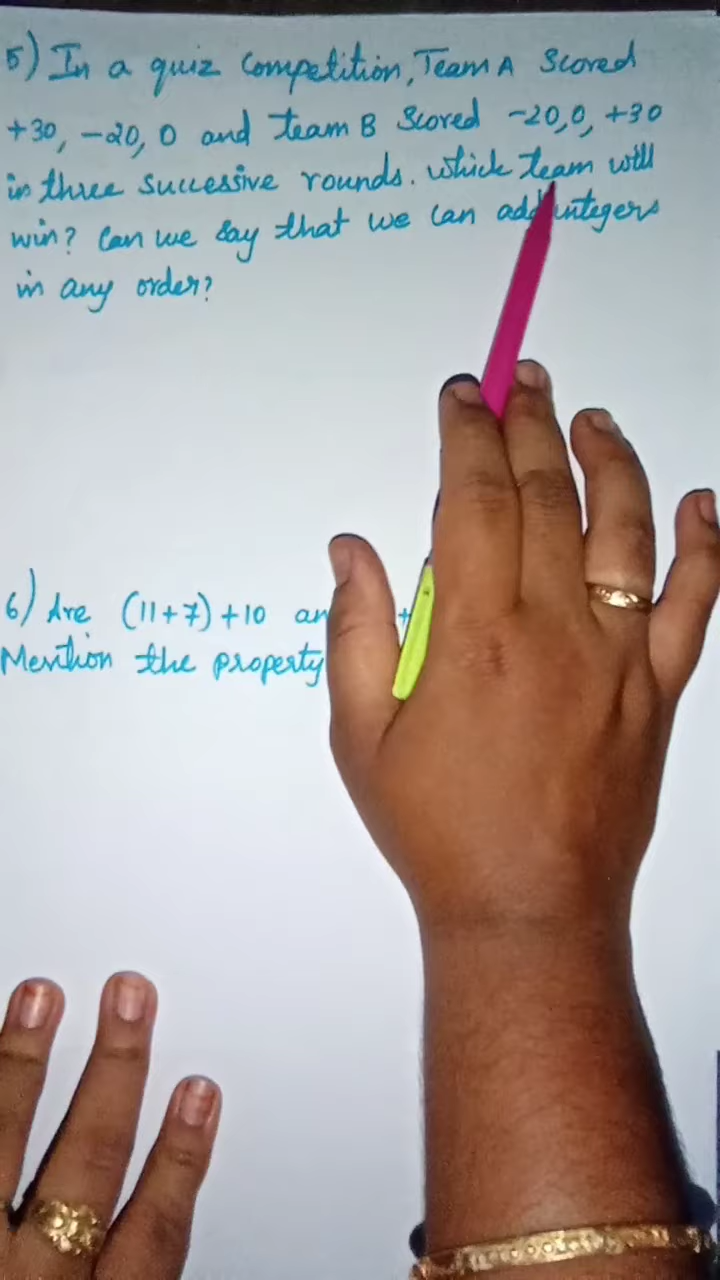 5) In a quiz Competition, Team A Scored
+30, -20, 0 and team B Scored -20,0, +30
in three Successive rounds. which team will
win? Can we say that we can add integers
in any order?
6) Are (11+7)+10 an +
Mention the property